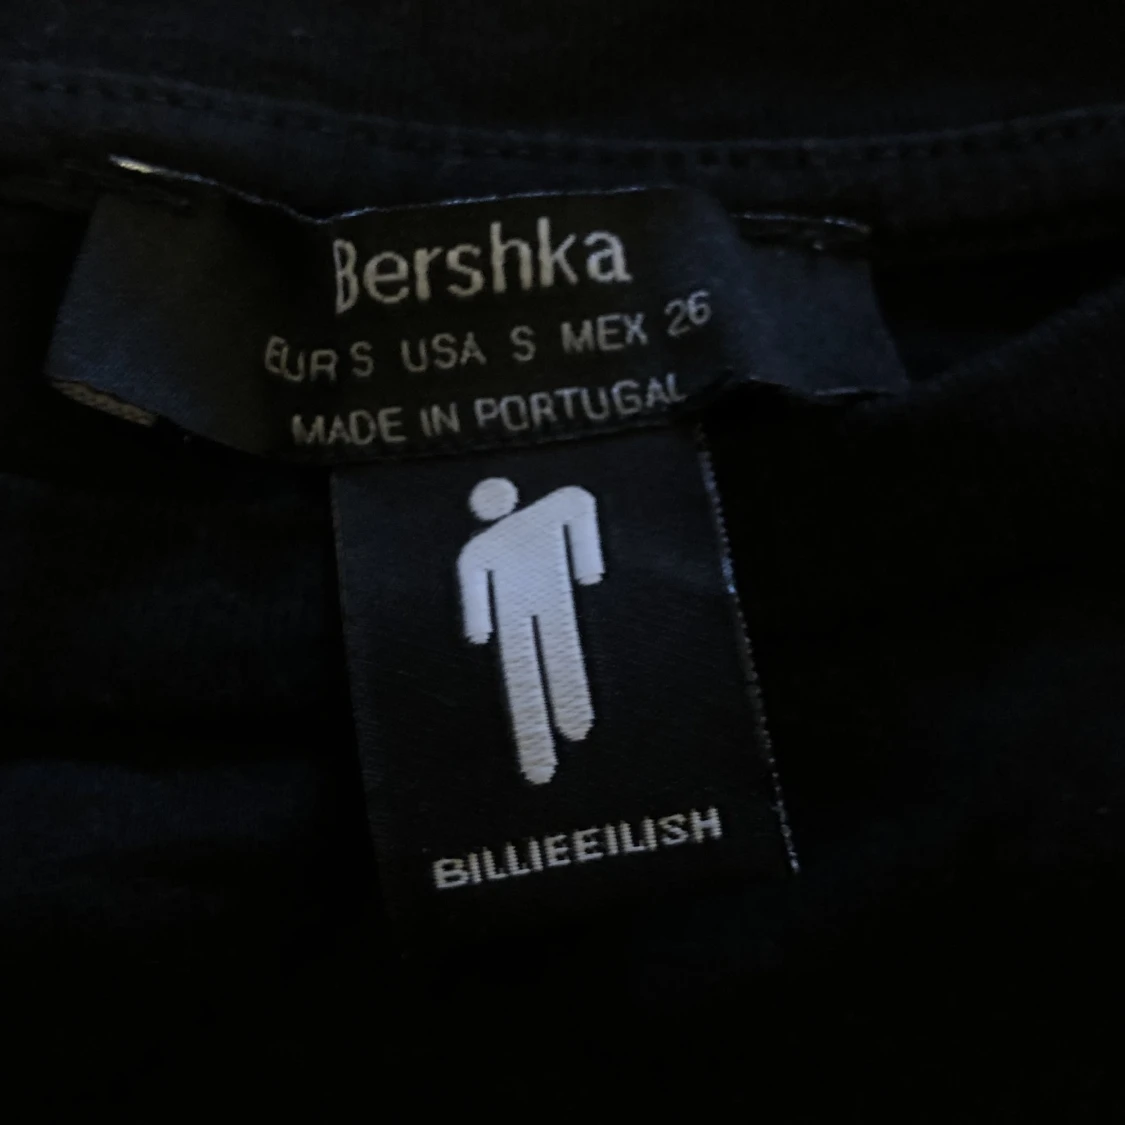 Bershka
EUR S USA S MEX 26
MADE IN PORTUGAL
BILLIEEILISH